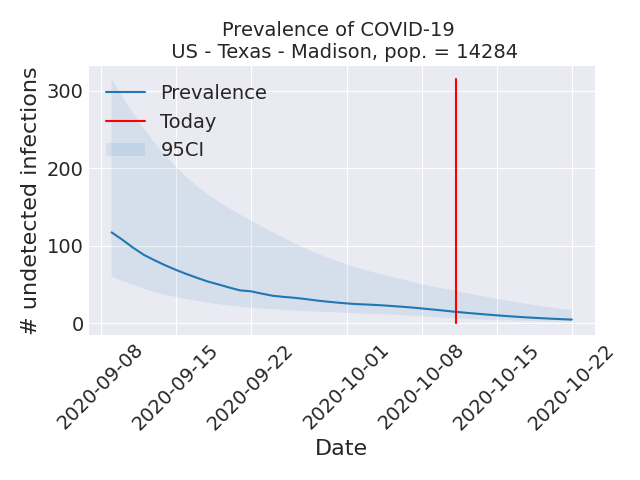 Prevalence of COVID-19
US - Texas - Madison, pop. = 14284
# undetected infections
300
200
100
0
Prevalence
Today
95CI
2020-09-08
2020-09-15
2020-09-22
2020-10-01
2020-10-08
2020-10-15
2020-10-22
Date